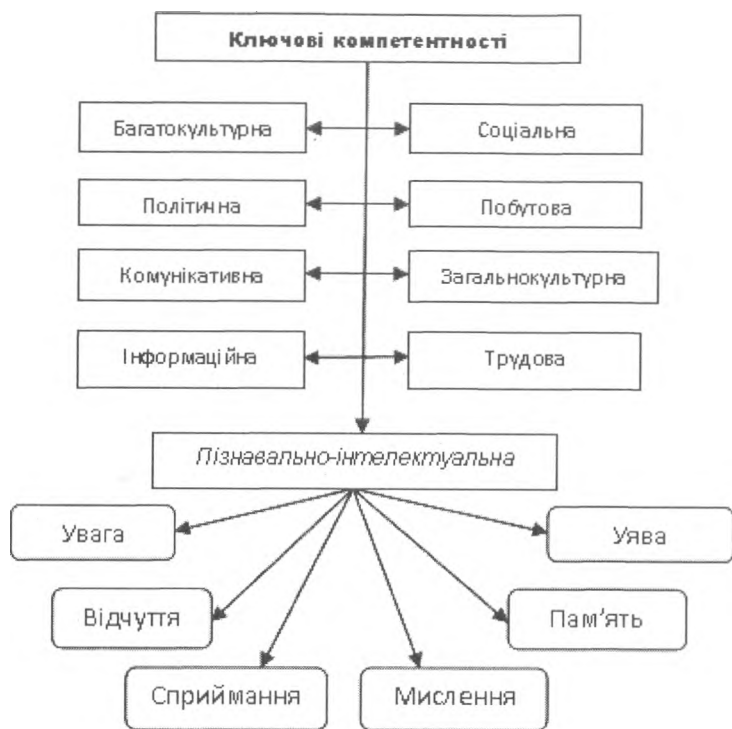 Ключові компетентності
Багатокультурна
Соціальна
Політична
Побутова
Комунікативна
Загальнокультурна
Інформаційна
Трудова
Пізнавально-інтелектуальна
Увага
Уява
Відчуття
Пам'ять
Сприймання
Мислення